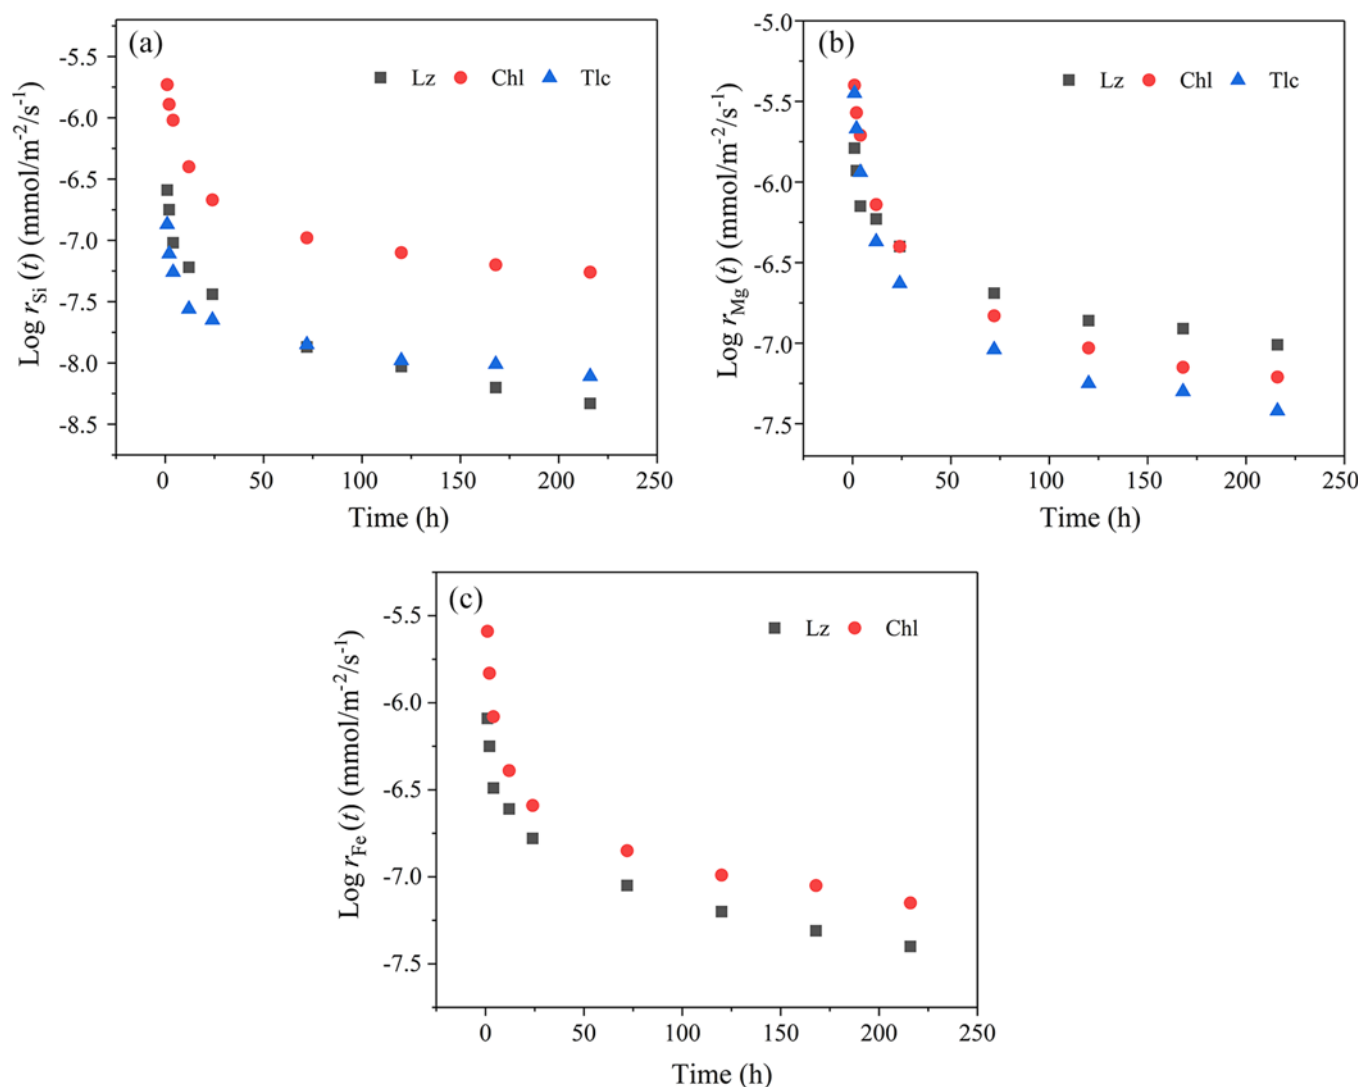 (a)
Lz Chl Tlc
Log r_Si (t) (mmol/m^-2/s^-1)
-5.5
-6.0
-6.5
-7.0
-7.5
-8.0
-8.5
0 50 100 150 200 250
Time (h)
(b)
Lz Chl Tlc
Log r_Mg (t) (mmol/m^-2/s^-1)
-5.0
-5.5
-6.0
-6.5
-7.0
-7.5
0 50 100 150 200 250
Time (h)
(c)
Lz Chl
Log r_Fe (t) (mmol/m^-2/s^-1)
-5.5
-6.0
-6.5
-7.0
-7.5
0 50 100 150 200 250
Time (h)